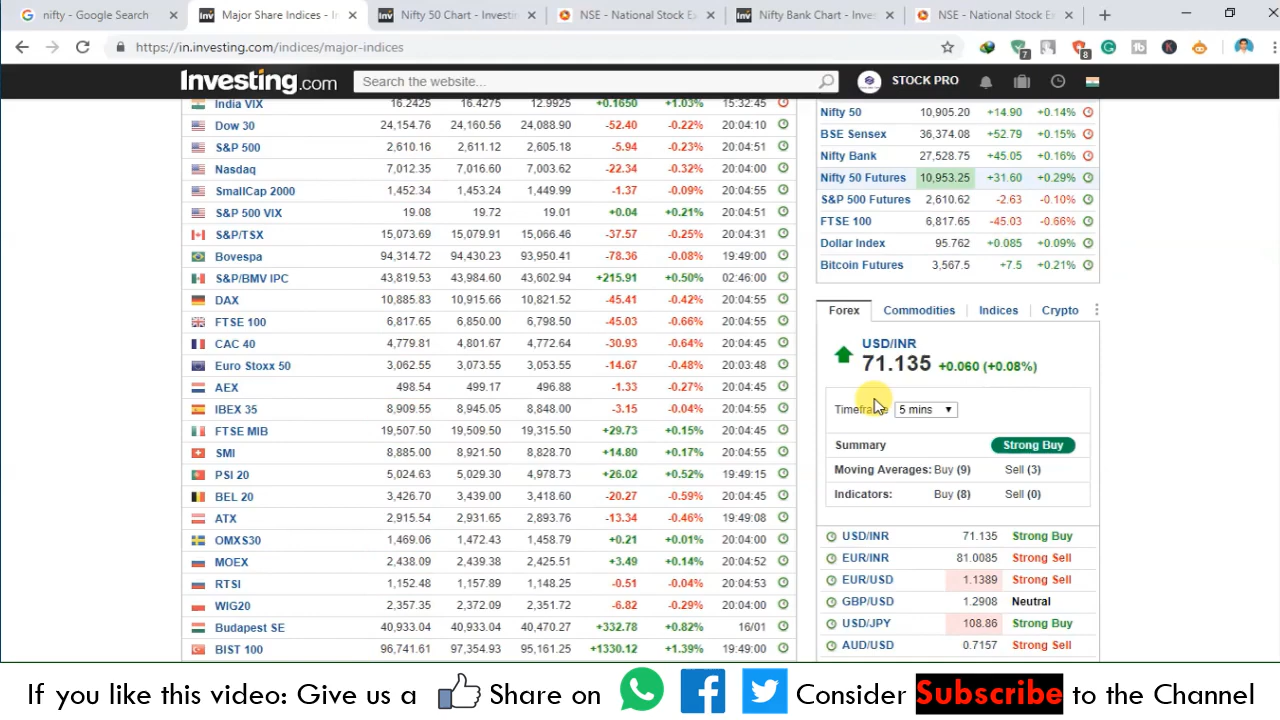 nifty - Google Search
Major Share Indices - In
Nifty 50 Chart - Investin
NSE - National Stock Ex
Nifty Bank Chart - Inves
NSE - National Stock Ex
https://in.investing.com/indices/major-indices
7
8
Investing.com
Search the website...
STOCK PRO
India VIX 16.2425 16.4275 12.9925 +0.1650 +1.03% 15:32:45
Dow 30 24,154.76 24,160.56 24,088.90 -52.40 -0.22% 20:04:10
S&P 500 2,610.16 2,611.12 2,605.18 -5.94 -0.23% 20:04:51
Nasdaq 7,012.35 7,016.60 7,003.62 -22.34 -0.32% 20:04:00
SmallCap 2000 1,452.34 1,453.24 1,449.99 -1.37 -0.09% 20:04:55
S&P 500 VIX 19.08 19.72 19.01 +0.04 +0.21% 20:04:51
S&P/TSX 15,073.69 15,079.91 15,066.46 -37.57 -0.25% 20:04:31
Bovespa 94,314.72 94,430.23 93,950.41 -78.36 -0.08% 19:49:00
S&P/BMV IPC 43,819.53 43,984.60 43,602.94 +215.91 +0.50% 02:46:00
DAX 10,885.83 10,915.66 10,821.52 -45.41 -0.42% 20:04:55
FTSE 100 6,817.65 6,850.00 6,798.50 -45.03 -0.66% 20:04:55
CAC 40 4,779.81 4,801.67 4,772.64 -30.93 -0.64% 20:04:45
Euro Stoxx 50 3,062.55 3,073.55 3,053.55 -14.67 -0.48% 20:03:48
AEX 498.54 499.17 496.88 -1.33 -0.27% 20:04:45
IBEX 35 8,909.55 8,945.05 8,848.00 -3.15 -0.04% 20:04:55
FTSE MIB 19,507.50 19,509.50 19,315.50 +29.73 +0.15% 20:04:45
SMI 8,885.00 8,921.50 8,828.70 +14.80 +0.17% 20:04:55
PSI 20 5,024.63 5,029.30 4,978.73 +26.02 +0.52% 19:49:15
BEL 20 3,426.70 3,439.00 3,418.60 -20.27 -0.59% 20:04:45
ATX 2,915.54 2,931.65 2,893.76 -13.34 -0.46% 19:49:08
OMXS30 1,469.06 1,472.43 1,458.79 +0.21 +0.01% 20:04:00
MOEX 2,438.09 2,439.09 2,411.35 +3.49 +0.14% 20:04:52
RTSI 1,152.48 1,157.89 1,148.25 -0.51 -0.04% 20:04:53
WIG20 2,357.35 2,372.09 2,351.72 -6.82 -0.29% 20:04:00
Budapest SE 40,933.04 40,933.04 40,470.27 +332.78 +0.82% 16/01
BIST 100 96,741.61 97,354.93 95,161.25 +1330.12 +1.39% 19:49:00
Nifty 50 10,905.20 +14.90 +0.14%
BSE Sensex 36,374.08 +52.79 +0.15%
Nifty Bank 27,528.75 +45.05 +0.16%
Nifty 50 Futures 10,953.25 +31.60 +0.29%
S&P 500 Futures 2,610.62 -2.63 -0.10%
FTSE 100 6,817.65 -45.03 -0.66%
Dollar Index 95.762 +0.085 +0.09%
Bitcoin Futures 3,567.5 +7.5 +0.21%
Forex Commodities Indices Crypto
USD/INR
71.135 +0.060 (+0.08%)
Timeframe 5 mins
Summary Strong Buy
Moving Averages: Buy (9) Sell (3)
Indicators: Buy (8) Sell (0)
USD/INR 71.135 Strong Buy
EUR/INR 81.0085 Strong Sell
EUR/USD 1.1389 Strong Sell
GBP/USD 1.2908 Neutral
USD/JPY 108.86 Strong Buy
AUD/USD 0.7157 Strong Sell
If you like this video: Give us a Share on Consider Subscribe to the Channel